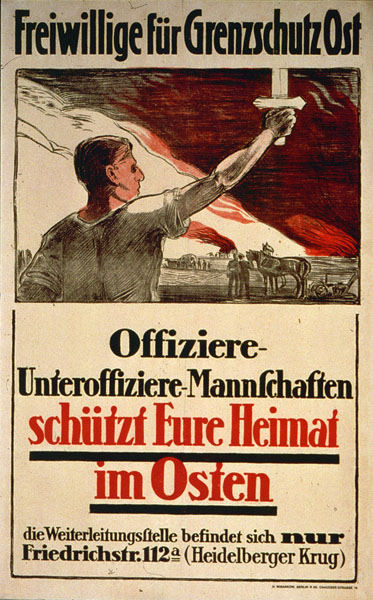 Freiwillige für Grenzschutz Ost
Offiziere-
Unteroffiziere-Mannſchaften
schützt Eure Heimat
im Osten
die Weiterleitungsſtelle befindet sich nur
Friedrichstr. 112a (Heidelberger Krug)